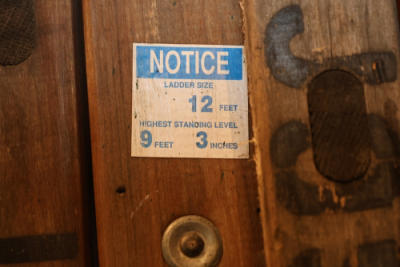 NOTICE
LADDER SIZE
12 FEET
HIGHEST STANDING LEVEL
9 FEET 3 INCHES